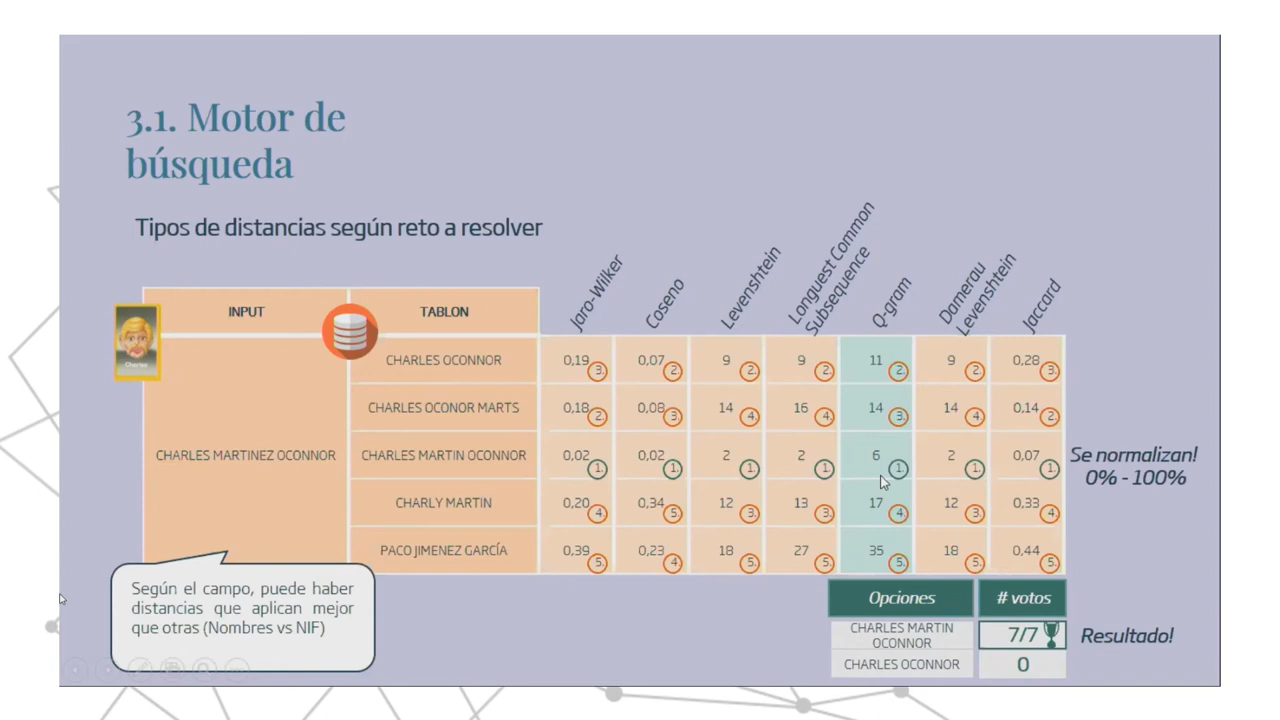 3.1. Motor de
búsqueda
Tipos de distancias según reto a resolver
Jaro-Wilker
Coseno
Levenshtein
Longuest Common
Subsequence
Q-gram
Damerau
Levenshtein
Jaccard
INPUT
TABLON
Charles
CHARLES MARTINEZ OCONNOR
CHARLES OCONNOR 0,19 3. 0,07 2. 9 2. 9 2. 11 2. 9 2. 0,28 3.
CHARLES OCONOR MARTS 0,18 2. 0,08 3. 14 4. 16 4. 14 3. 14 4. 0,14 2.
CHARLES MARTIN OCONNOR 0,02 1. 0,02 1. 2 1. 2 1. 6 1. 2 1. 0,07 1.
CHARLY MARTIN 0,20 4. 0,34 5. 12 3. 13 3. 17 4. 12 3. 0,33 4.
PACO JIMENEZ GARCÍA 0,39 5. 0,23 4. 18 5. 27 5. 35 5. 18 5. 0,44 5.
Se normalizan!
0% - 100%
Según el campo, puede haber
distancias que aplican mejor
que otras (Nombres vs NIF)
Opciones # votos
CHARLES MARTIN
OCONNOR
7/7
Resultado!
CHARLES OCONNOR 0